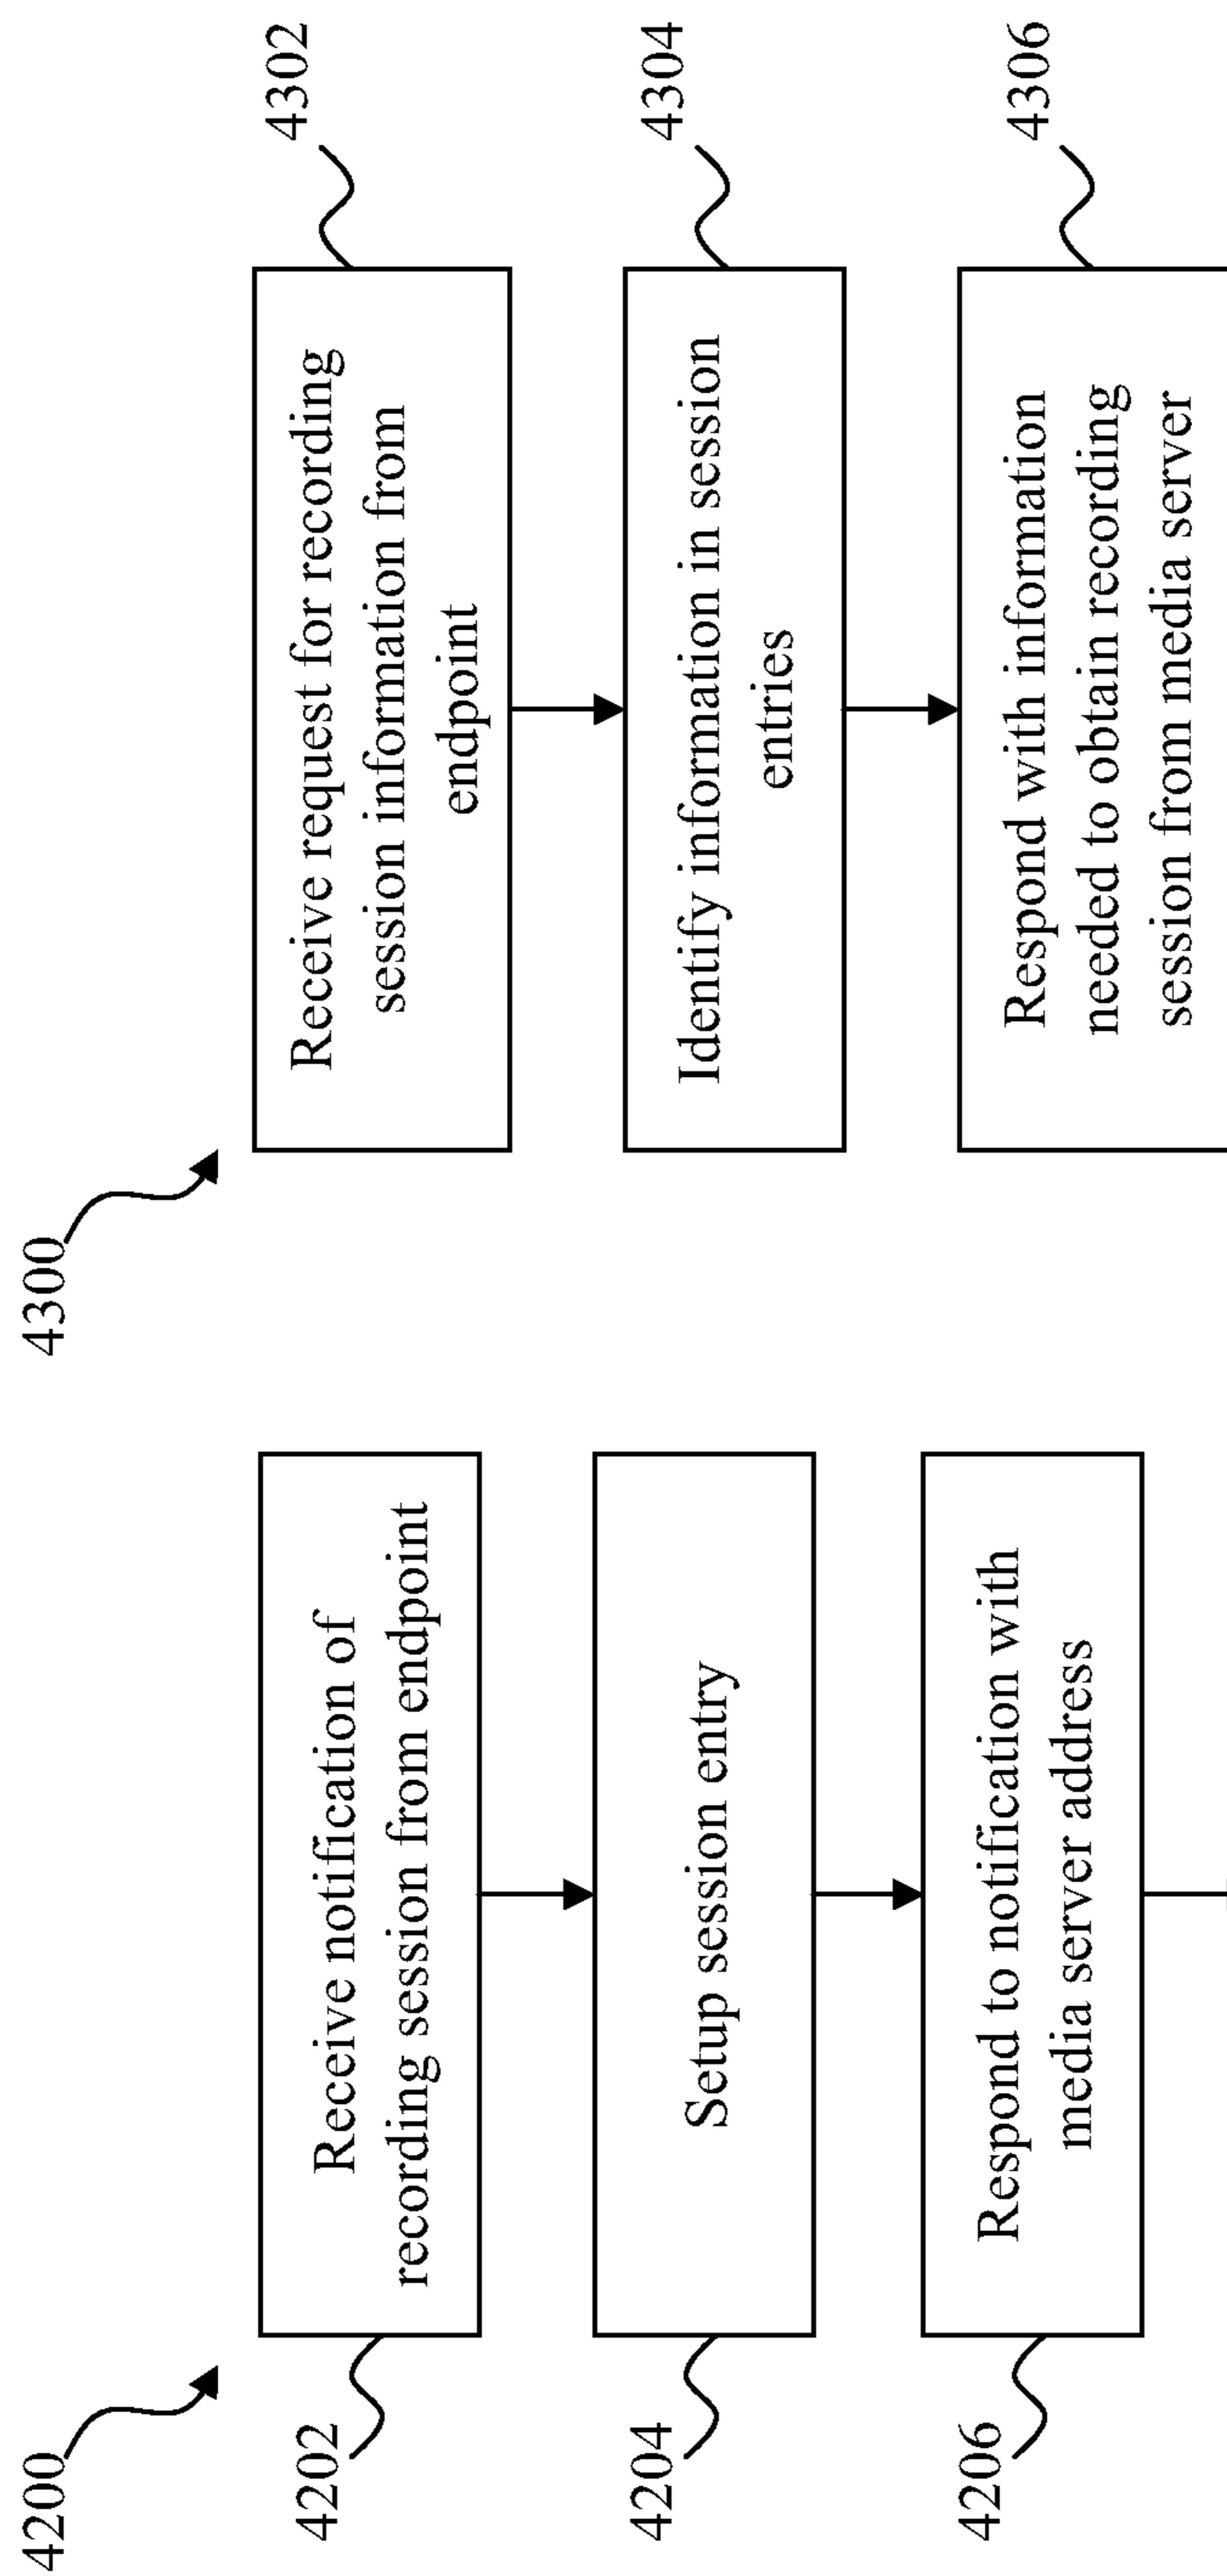 4200
4202
Receive notification of
recording session from endpoint
4204
Setup session entry
4206
Respond to notification with
media server address
4300
4302
Receive request for recording
session information from
endpoint
4304
Identify information in session
entries
4306
Respond with information
needed to obtain recording
session from media server